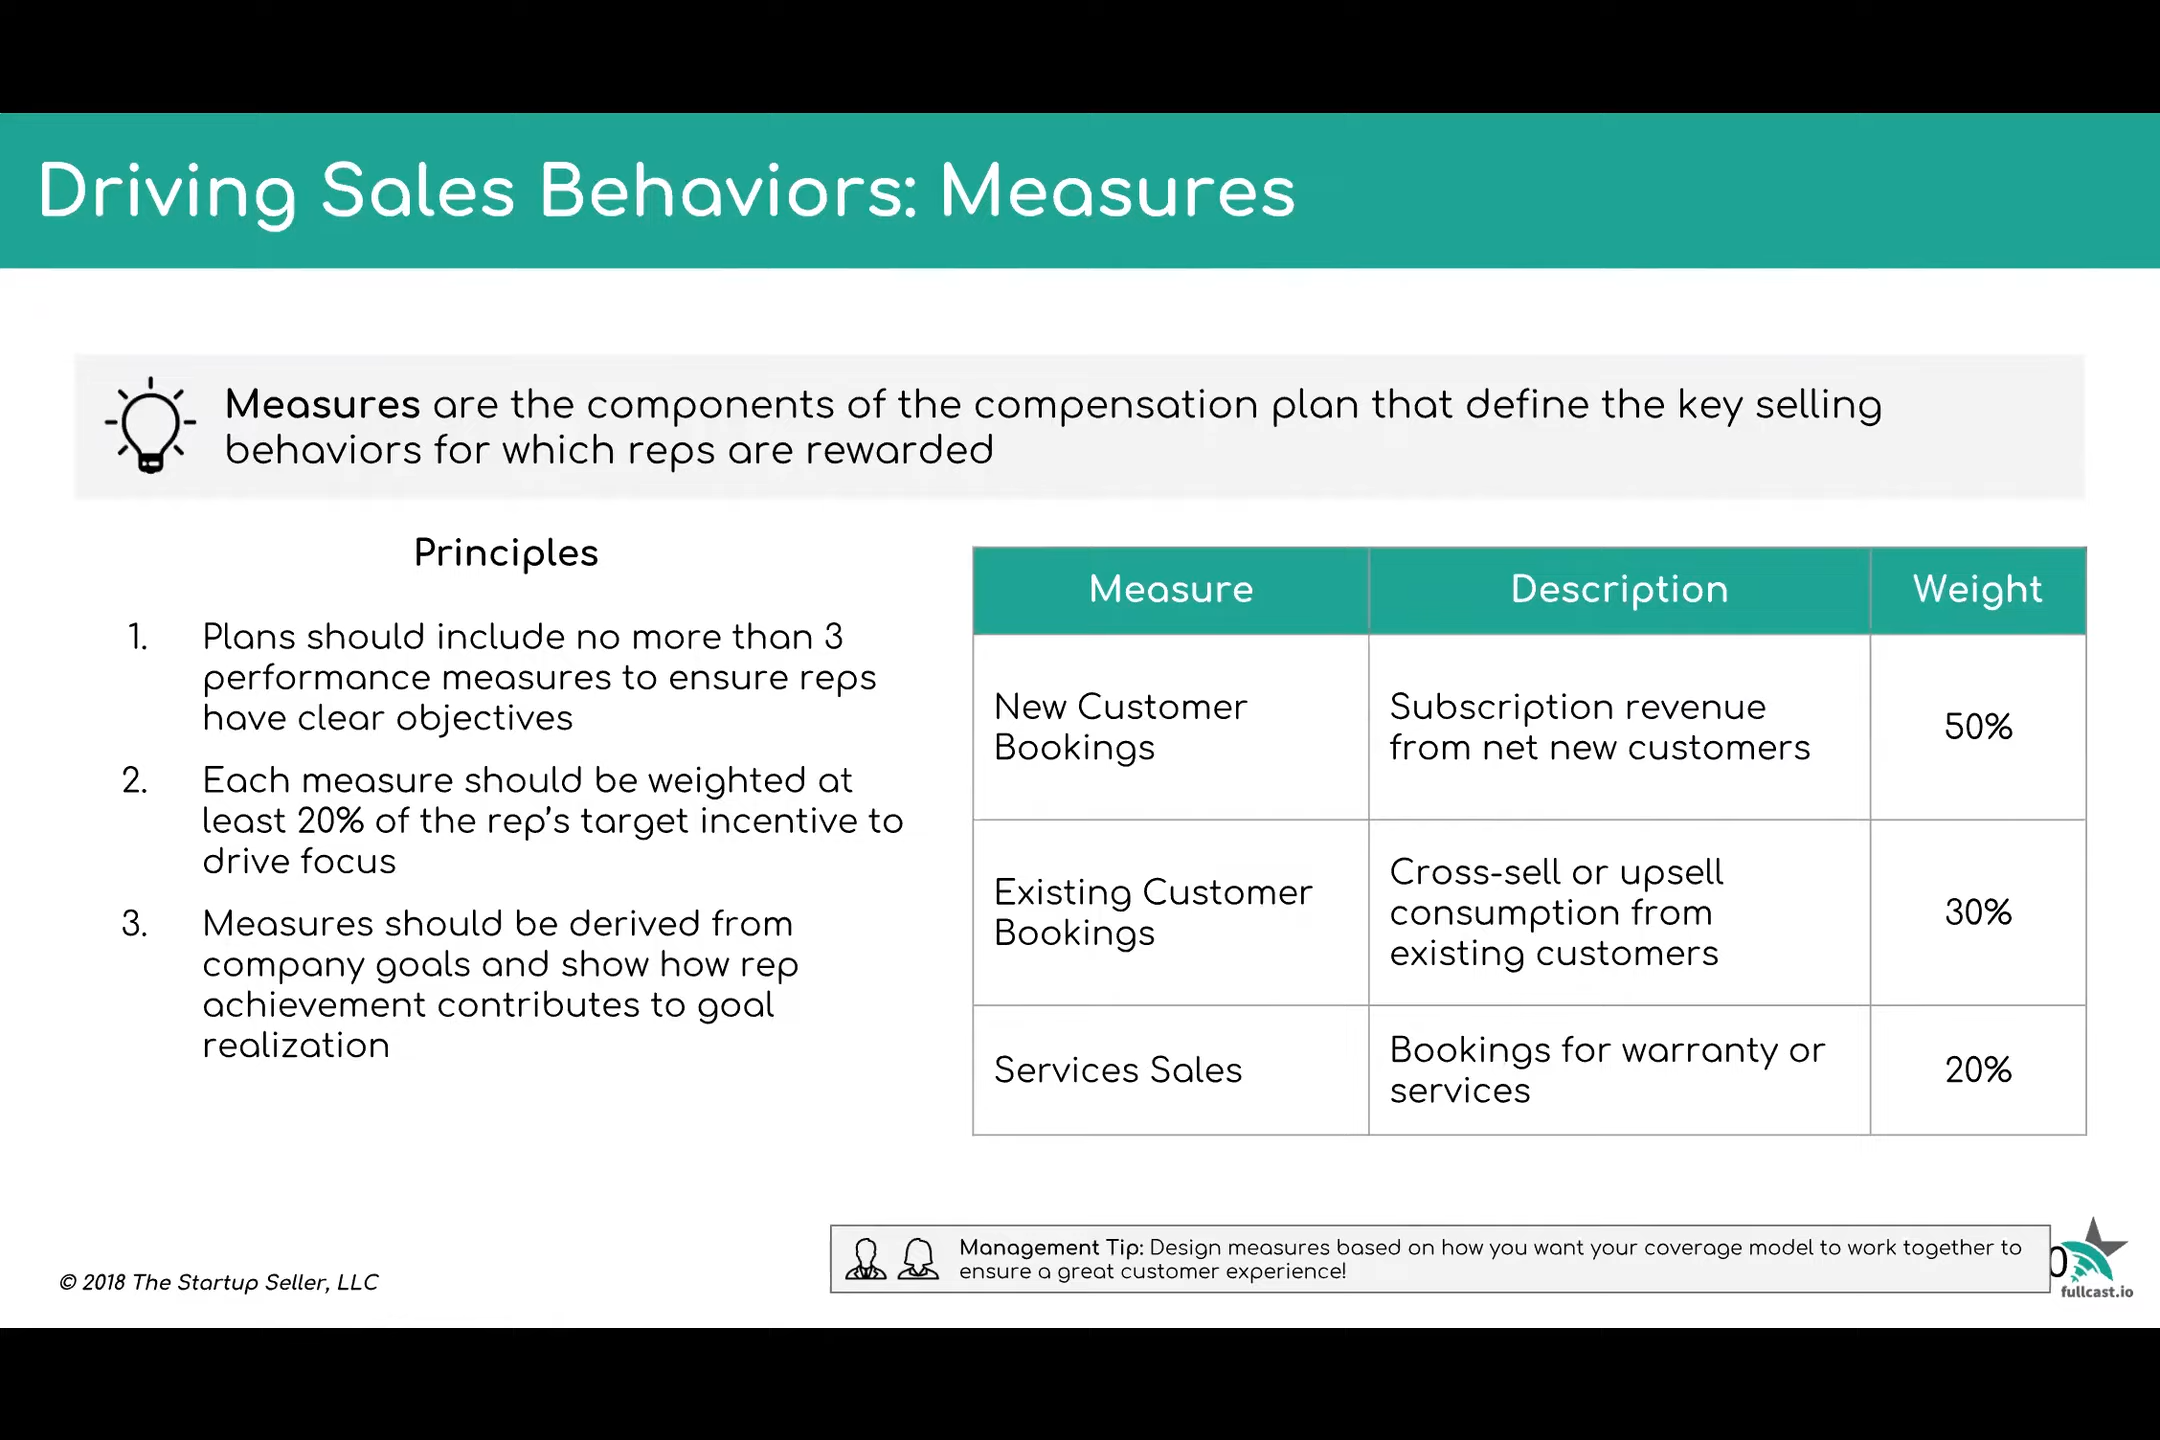 Driving Sales Behaviors: Measures
Measures are the components of the compensation plan that define the key selling
behaviors for which reps are rewarded
Principles
1. Plans should include no more than 3
performance measures to ensure reps
have clear objectives
2. Each measure should be weighted at
least 20% of the rep's target incentive to
drive focus
3. Measures should be derived from
company goals and show how rep
achievement contributes to goal
realization
Measure Description Weight
New Customer
Bookings
Subscription revenue
from net new customers
50%
Existing Customer
Bookings
Cross-sell or upsell
consumption from
existing customers
30%
Services Sales
Bookings for warranty or
services
20%
Management Tip: Design measures based on how you want your coverage model to work together to
ensure a great customer experience!
© 2018 The Startup Seller, LLC
fullcast.io